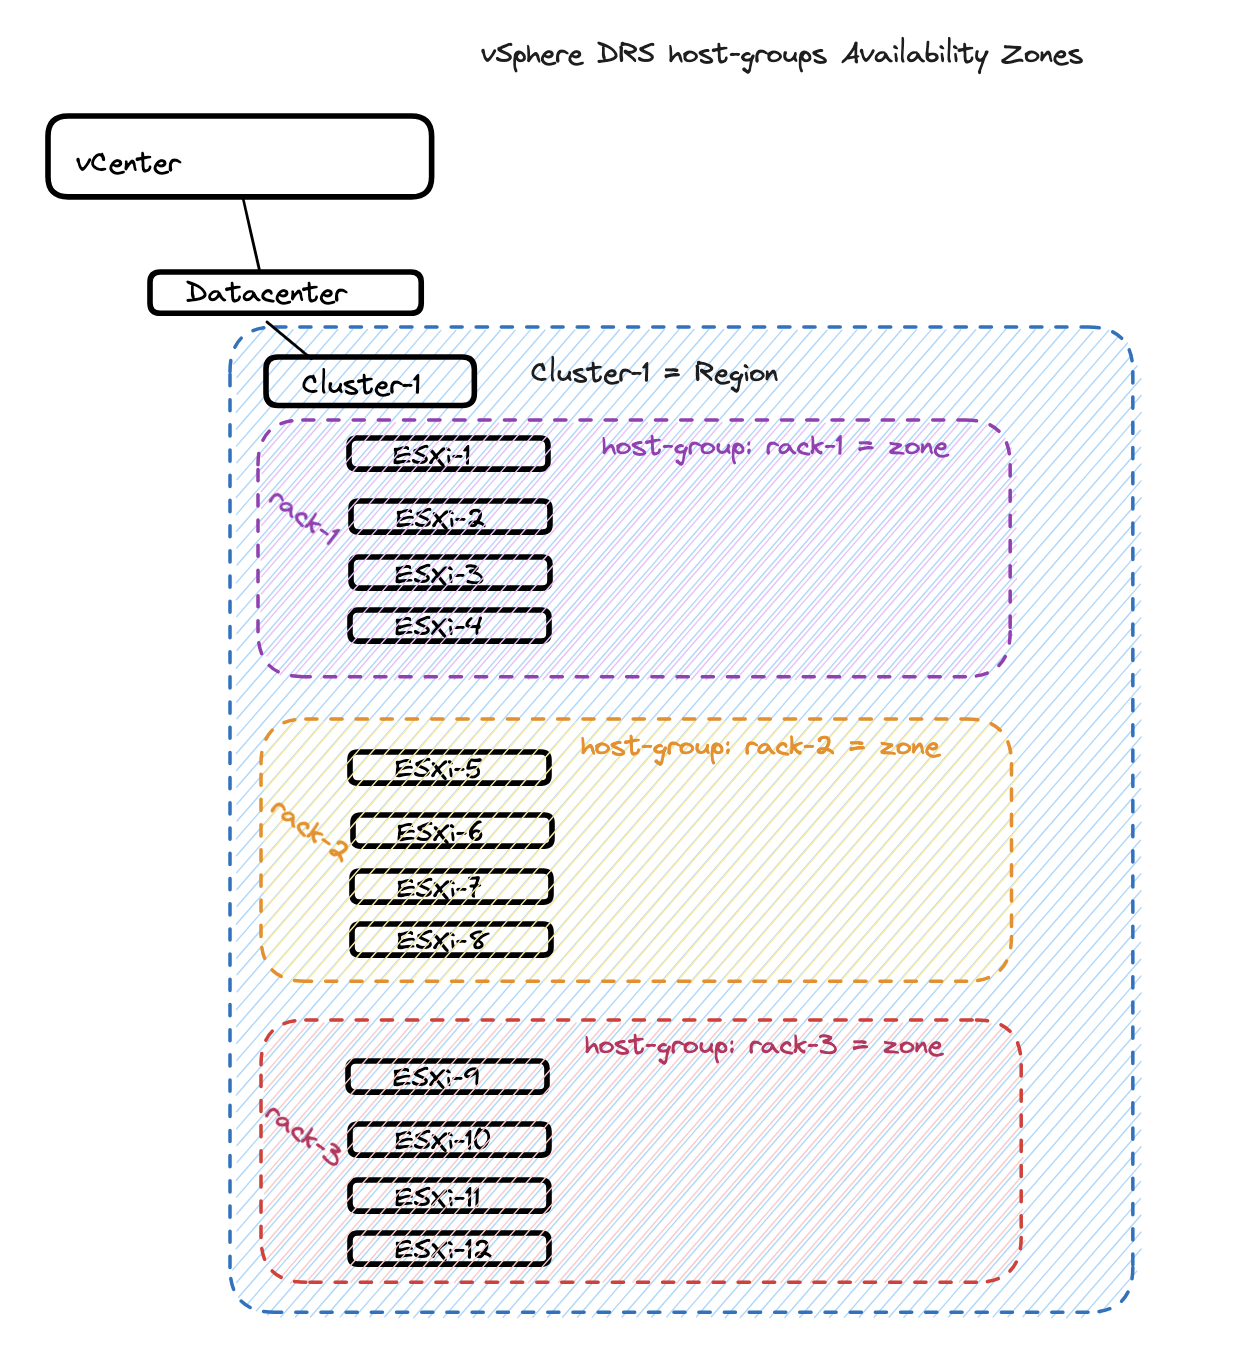 vSphere DRS host-groups Availability Zones
vCenter
Datacenter
Cluster-1
Cluster-1 = Region
host-group: rack-1 = zone
rack-1
ESXi-1
ESXi-2
ESXi-3
ESXi-4
host-group: rack-2 = zone
rack-2
ESXi-5
ESXi-6
ESXi-7
ESXi-8
host-group: rack-3 = zone
rack-3
ESXi-9
ESXi-10
ESXi-11
ESXi-12